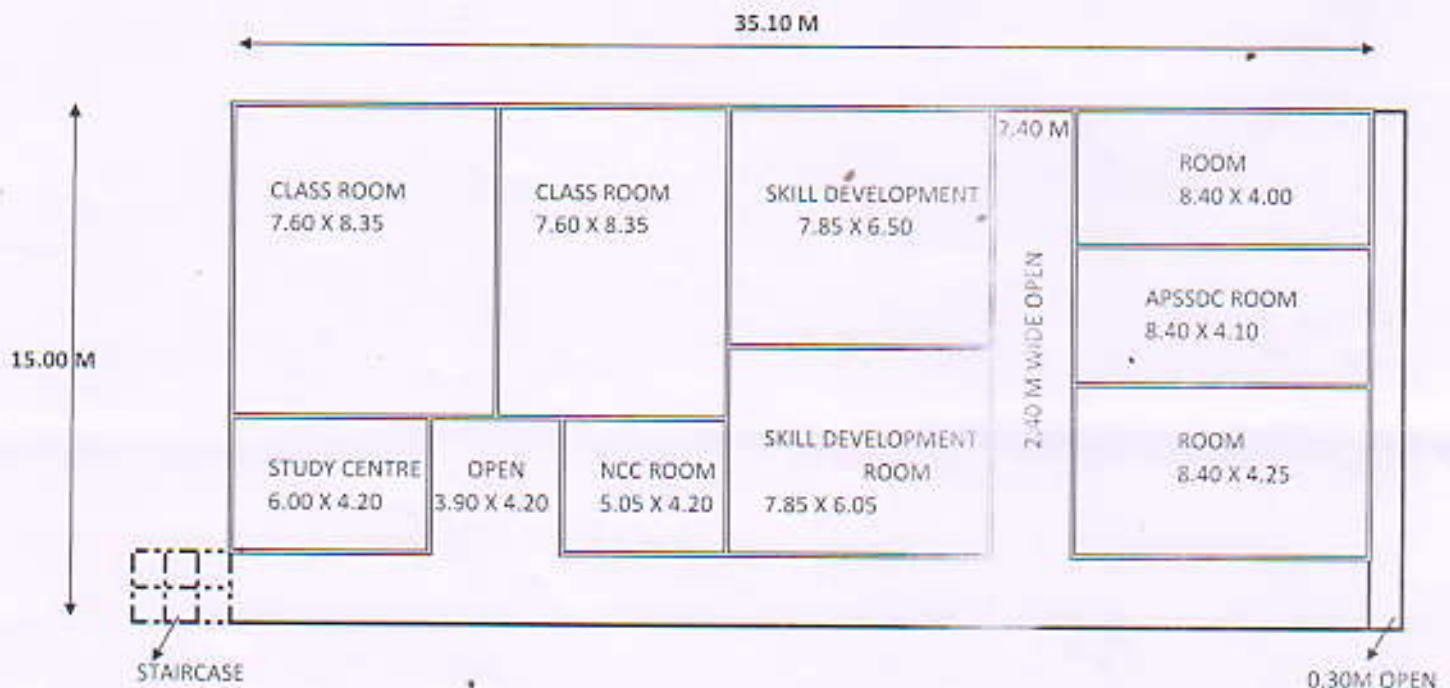 35.10 M
15.00 M
CLASS ROOM
7.60 X 8.35
CLASS ROOM
7.60 X 8.35
SKILL DEVELOPMENT
7.85 X 6.50
2.40 M
2.40 M WIDE OPEN
ROOM
8.40 X 4.00
APSSDC ROOM
8.40 X 4.10
ROOM
8.40 X 4.25
STUDY CENTRE
6.00 X 4.20
OPEN
3.90 X 4.20
NCC ROOM
5.05 X 4.20
SKILL DEVELOPMENT
ROOM
7.85 X 6.05
STAIRCASE
0.30M OPEN